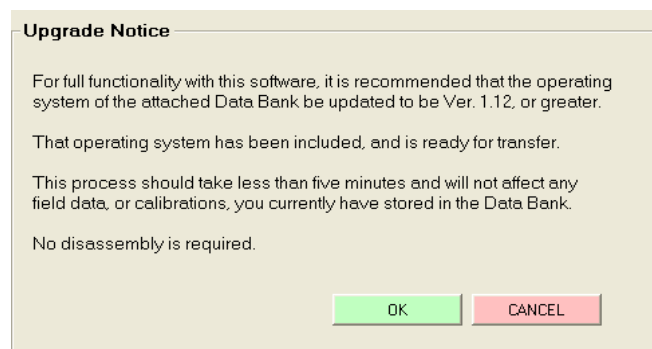 Upgrade Notice
For full functionality with this software, it is recommended that the operating
system of the attached Data Bank be updated to be Ver. 1.12, or greater.
That operating system has been included, and is ready for transfer.
This process should take less than five minutes and will not affect any
field data, or calibrations, you currently have stored in the Data Bank.
No disassembly is required.
OK CANCEL